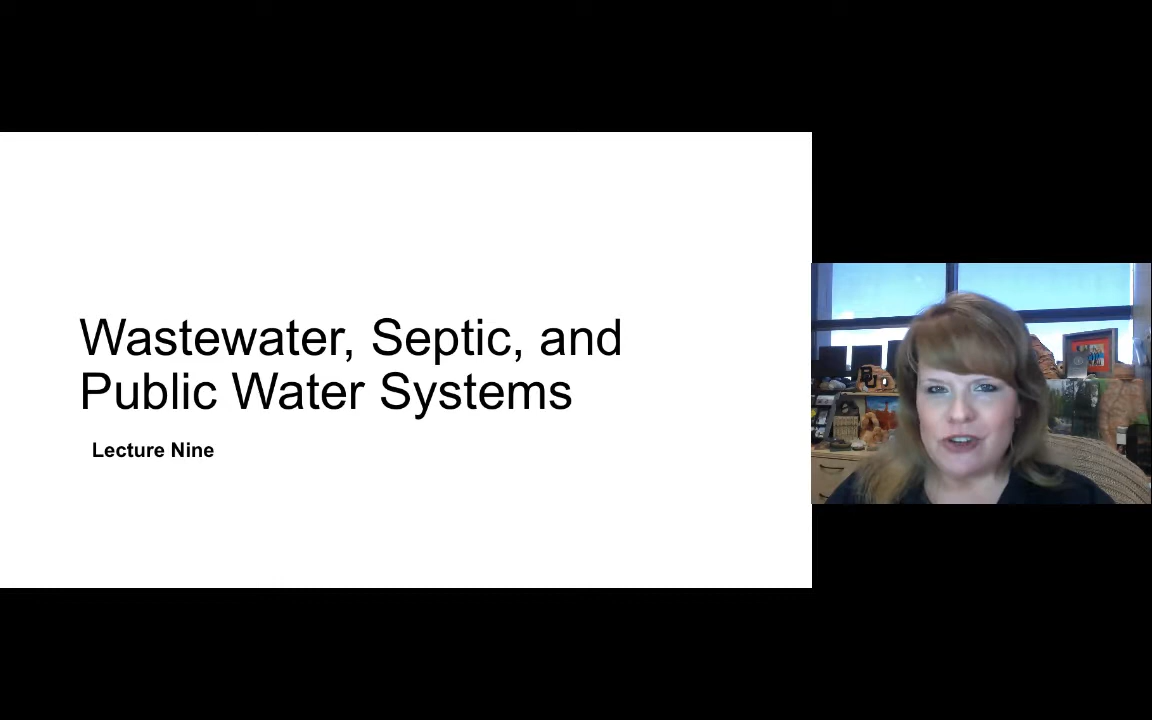 Wastewater, Septic, and
Public Water Systems
Lecture Nine